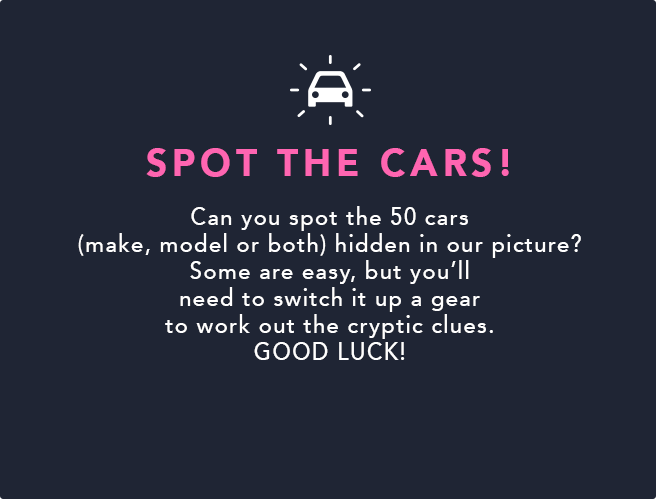 SPOT THE CARS!
Can you spot the 50 cars
(make, model or both) hidden in our picture?
Some are easy, but you’ll
need to switch it up a gear
to work out the cryptic clues.
GOOD LUCK!